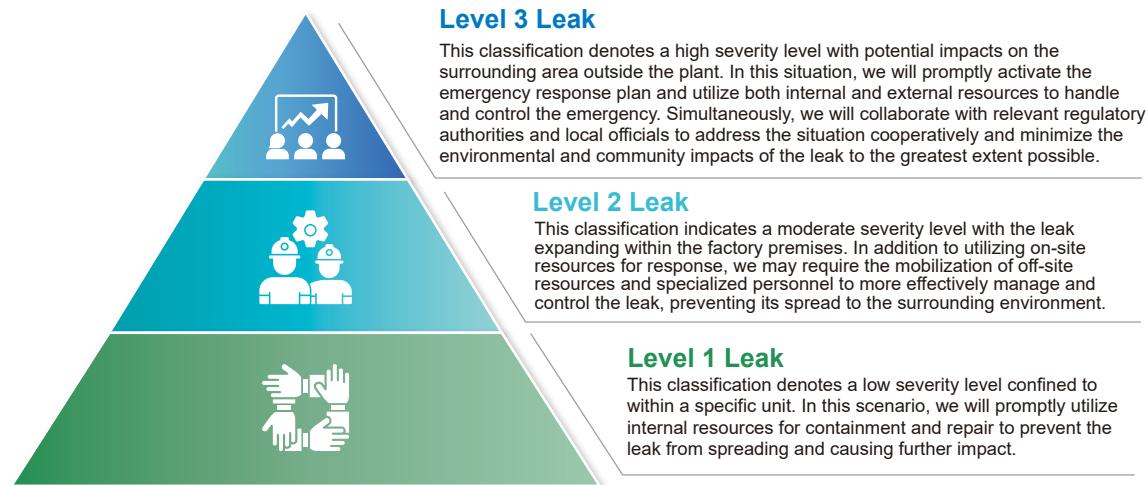 Level 3 Leak
This classification denotes a high severity level with potential impacts on the
surrounding area outside the plant. In this situation, we will promptly activate the
emergency response plan and utilize both internal and external resources to handle
and control the emergency. Simultaneously, we will collaborate with relevant regulatory
authorities and local officials to address the situation cooperatively and minimize the
environmental and community impacts of the leak to the greatest extent possible.
Level 2 Leak
This classification indicates a moderate severity level with the leak
expanding within the factory premises. In addition to utilizing on-site
resources for response, we may require the mobilization of off-site
resources and specialized personnel to more effectively manage and
control the leak, preventing its spread to the surrounding environment.
Level 1 Leak
This classification denotes a low severity level confined to
within a specific unit. In this scenario, we will promptly utilize
internal resources for containment and repair to prevent the
leak from spreading and causing further impact.